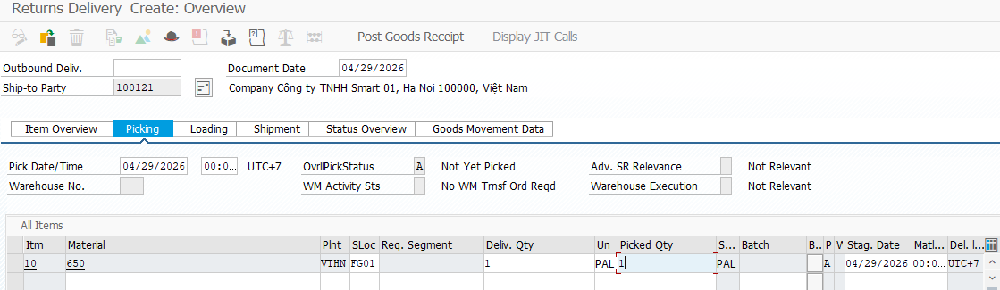 Returns Delivery  Create: Overview
Post Goods Receipt  Display JIT Calls
Outbound Deliv.  Document Date  04/29/2026
Ship-to Party  100121  Company Công ty TNHH Smart 01, Ha Noi 100000, Việt Nam
Item Overview  Picking  Loading  Shipment  Status Overview  Goods Movement Data
Pick Date/Time  04/29/2026  00:0...  UTC+7  OvrllPickStatus  A  Not Yet Picked  Adv. SR Relevance  Not Relevant
Warehouse No.  WM Activity Sts  No WM Trnsf Ord Reqd  Warehouse Execution  Not Relevant
All Items
Itm  Material  Plnt  SLoc  Req. Segment  Deliv. Qty  Un  Picked Qty  S...  Batch  B...  P  W  Stag. Date  Matl...  Del. l...
10  650  VTHN  FG01  1  PAL  1  PAL  A  04/29/2026  00:0...  UTC+7